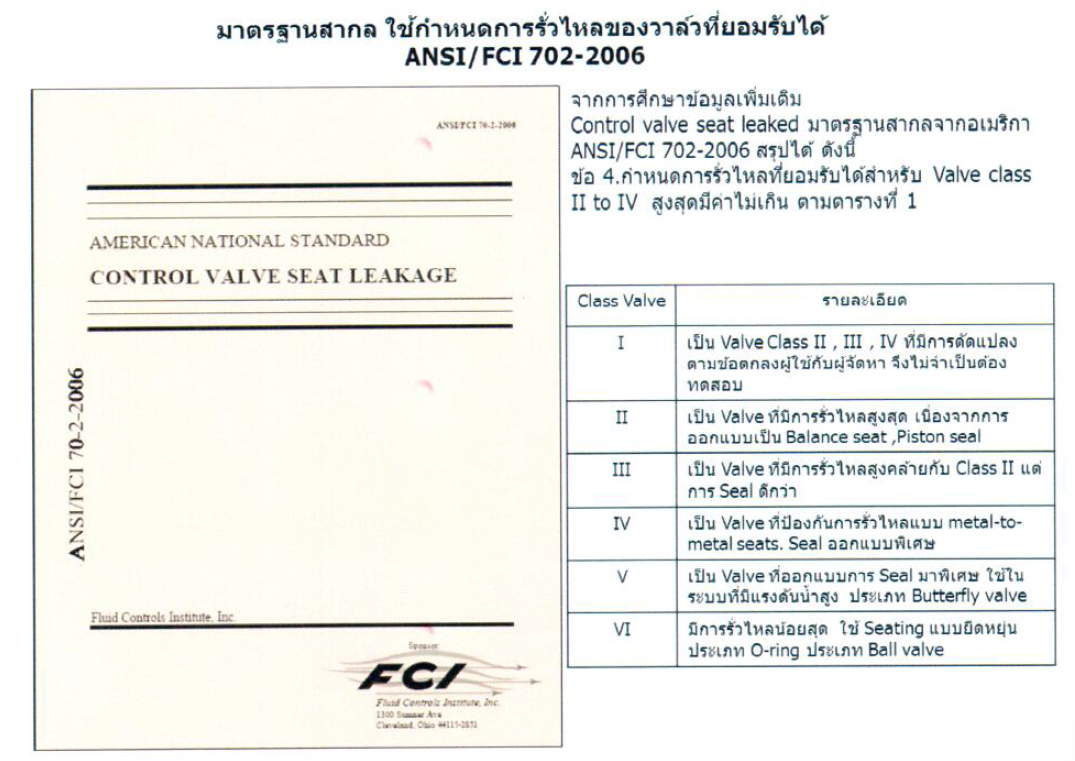 มาตรฐานสากล ใช้กำหนดการรั่วไหลของวาล์วที่ยอมรับได้
ANSI/FCI 702-2006
ANSI/FCI 70-2-2006
AMERICAN NATIONAL STANDARD
CONTROL VALVE SEAT LEAKAGE
ANSI/FCI 70-2-2006
Fluid Controls Institute, Inc.
Sponsor
FCI
Fluid Controls Institute, Inc.
1300 Sumner Ave
Cleveland, Ohio 44115-2851
จากการศึกษาข้อมูลเพิ่มเติม
Control valve seat leaked มาตรฐานสากลจากอเมริกา
ANSI/FCI 702-2006 สรุปได้ ดังนี้
ข้อ 4.กำหนดการรั่วไหลที่ยอมรับได้สำหรับ Valve class
II to IV สูงสุดมีค่าไม่เกิน ตามตารางที่ 1
Class Valve รายละเอียด
I เป็น Valve Class II , III , IV ที่มีการดัดแปลง
ตามข้อตกลงผู้ใช้กับผู้จัดหา จึงไม่จำเป็นต้อง
ทดสอบ
II เป็น Valve ที่มีการรั่วไหลสูงสุด เนื่องจากการ
ออกแบบเป็น Balance seat ,Piston seal
III เป็น Valve ที่มีการรั่วไหลสูงคล้ายกับ Class II แต่
การ Seal ดีกว่า
IV เป็น Valve ที่ป้องกันการรั่วไหลแบบ metal-to-
metal seats. Seal ออกแบบพิเศษ
V เป็น Valve ที่ออกแบบการ Seal มาพิเศษ ใช้ใน
ระบบที่มีแรงดันน้ำสูง ประเภท Butterfly valve
VI มีการรั่วไหลน้อยสุด ใช้ Seating แบบยืดหยุ่น
ประเภท O-ring ประเภท Ball valve